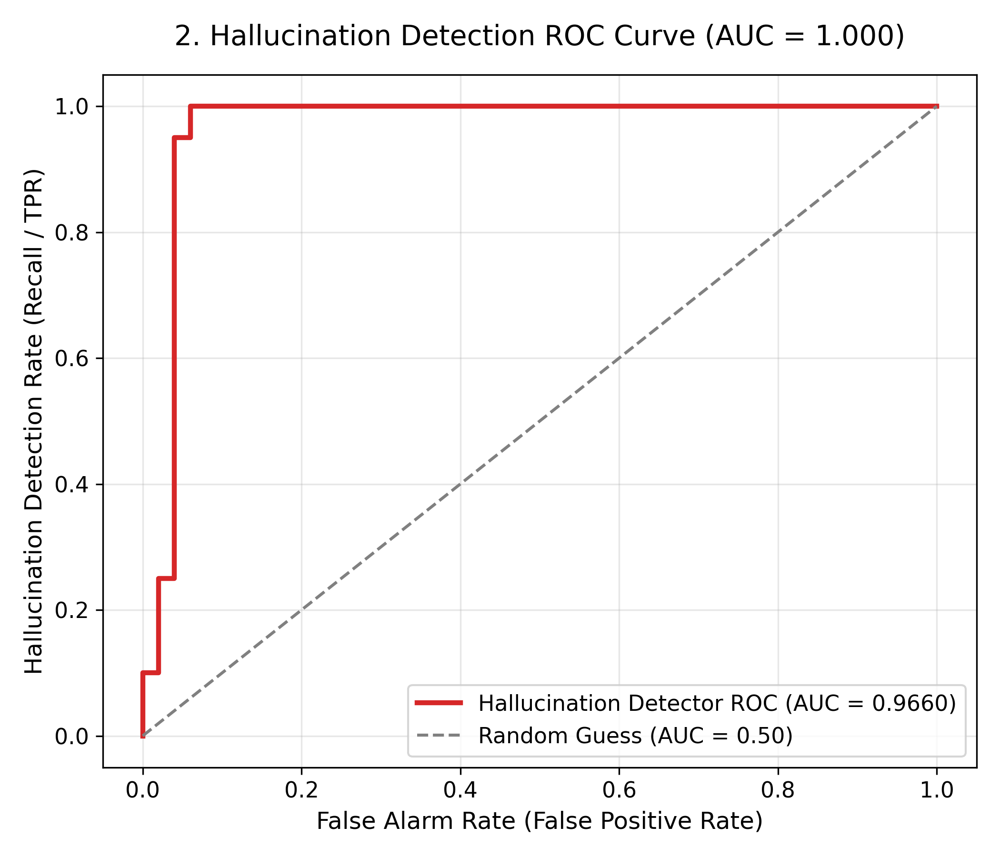 2. Hallucination Detection ROC Curve (AUC = 1.000)
Hallucination Detection Rate (Recall / TPR)
1.0
0.8
0.6
0.4
0.2
0.0
Hallucination Detector ROC (AUC = 0.9660)
Random Guess (AUC = 0.50)
0.0 0.2 0.4 0.6 0.8 1.0
False Alarm Rate (False Positive Rate)